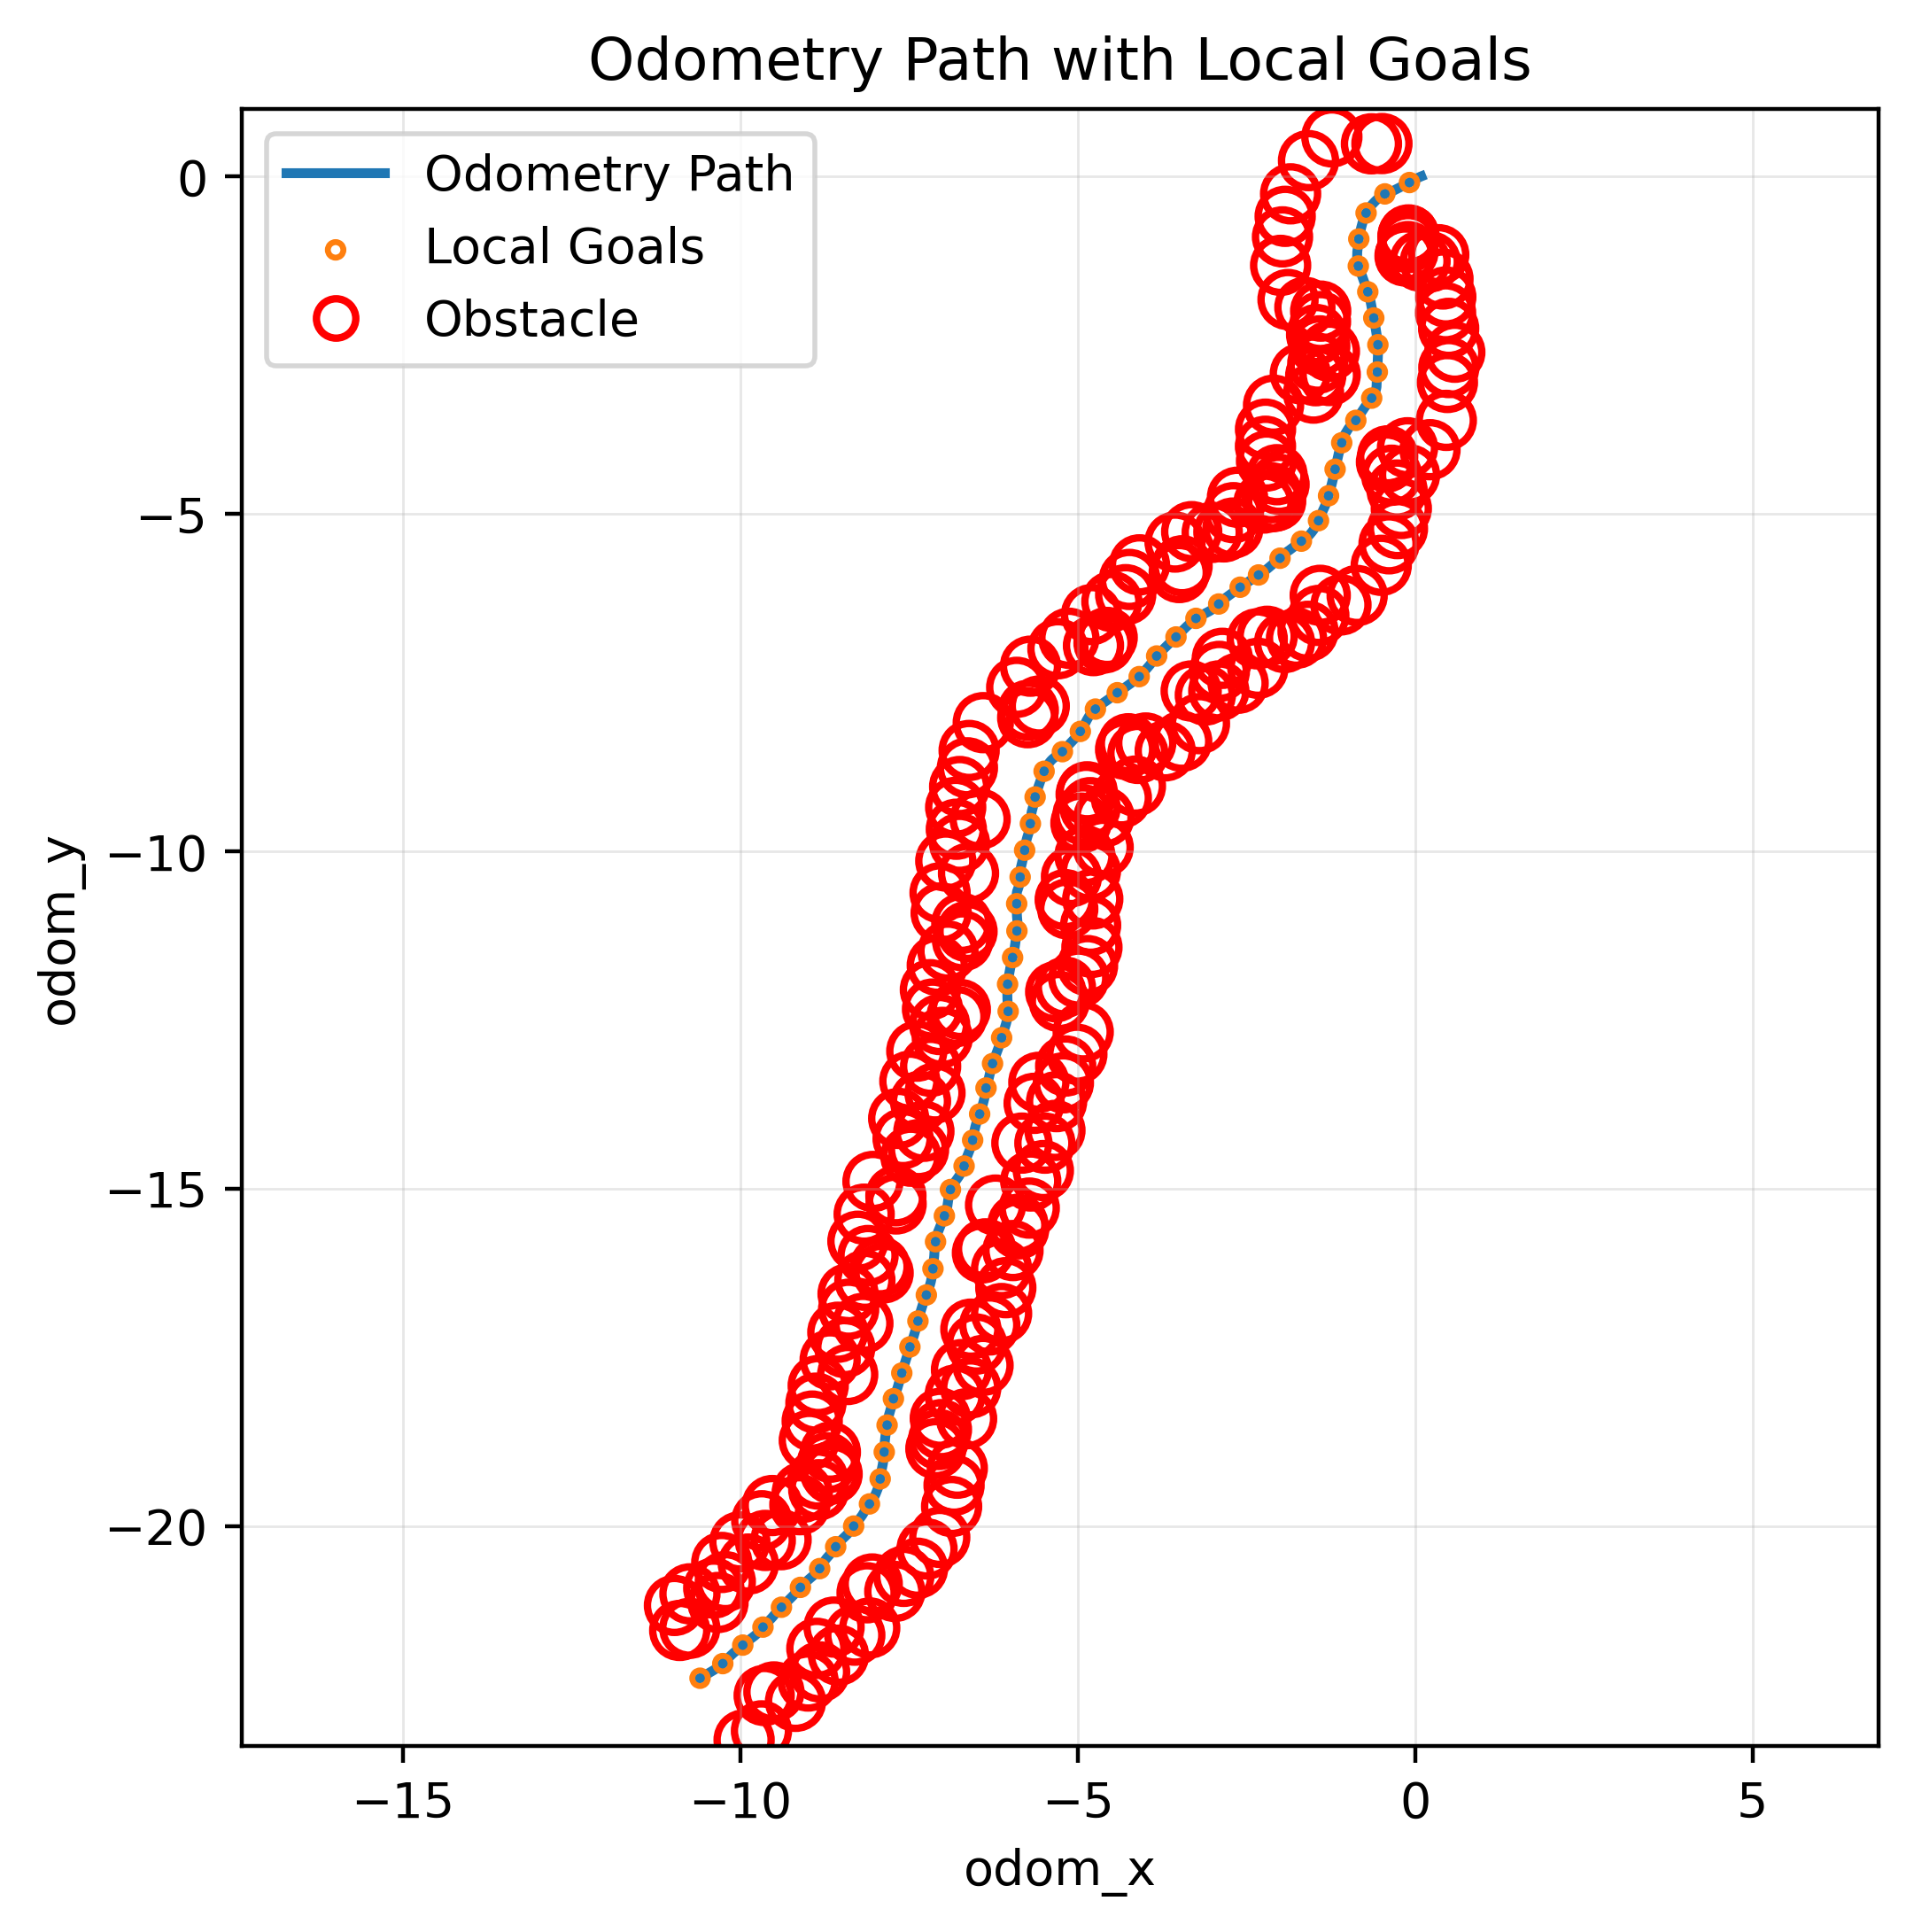 Odometry Path with Local Goals
Odometry Path
Local Goals
Obstacle
0
−5
−10
−15
−20
odom_y
−15
−10
−5
0
5
odom_x